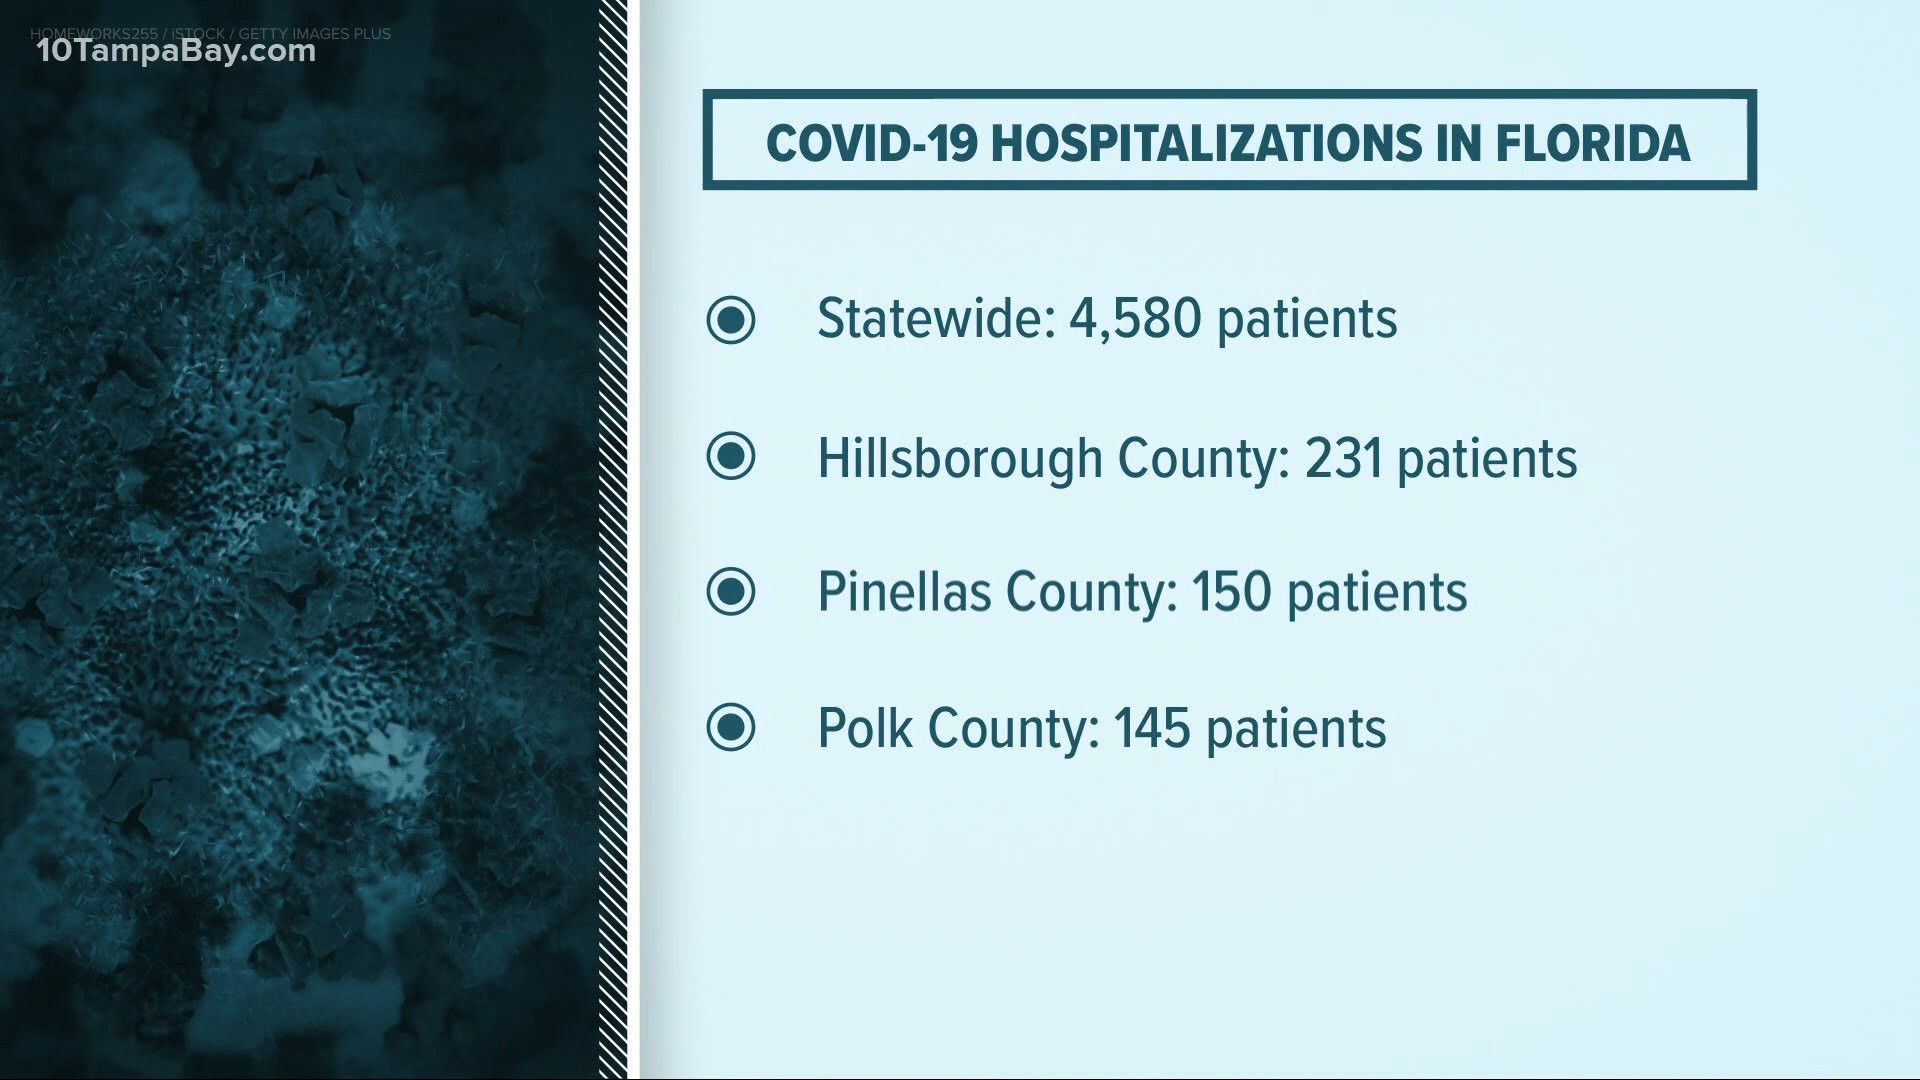 HOMEWORKS255 / iSTOCK / GETTY IMAGES PLUS
10TampaBay.com
COVID-19 HOSPITALIZATIONS IN FLORIDA
Statewide: 4,580 patients
Hillsborough County: 231 patients
Pinellas County: 150 patients
Polk County: 145 patients